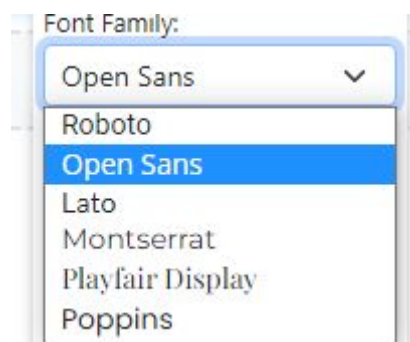 Font Family:
Open Sans
Roboto
Open Sans
Lato
Montserrat
Playfair Display
Poppins